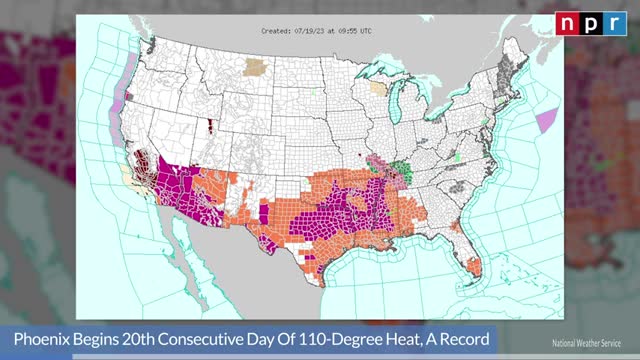 Created: 07/19/23 at 09:55 UTC
npr
Phoenix Begins 20th Consecutive Day Of 110-Degree Heat, A Record
National Weather Service